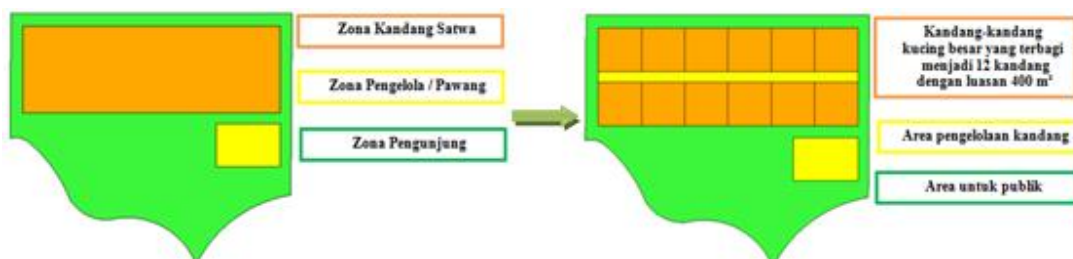 Zona Kandang Satwa
Zona Pengelola / Pawang
Zona Pengunjung
Kandang-kandang
kucing besar yang terbagi
menjadi 12 kandang
dengan luasan 400 m²
Area pengelolaan kandang
Area untuk publik